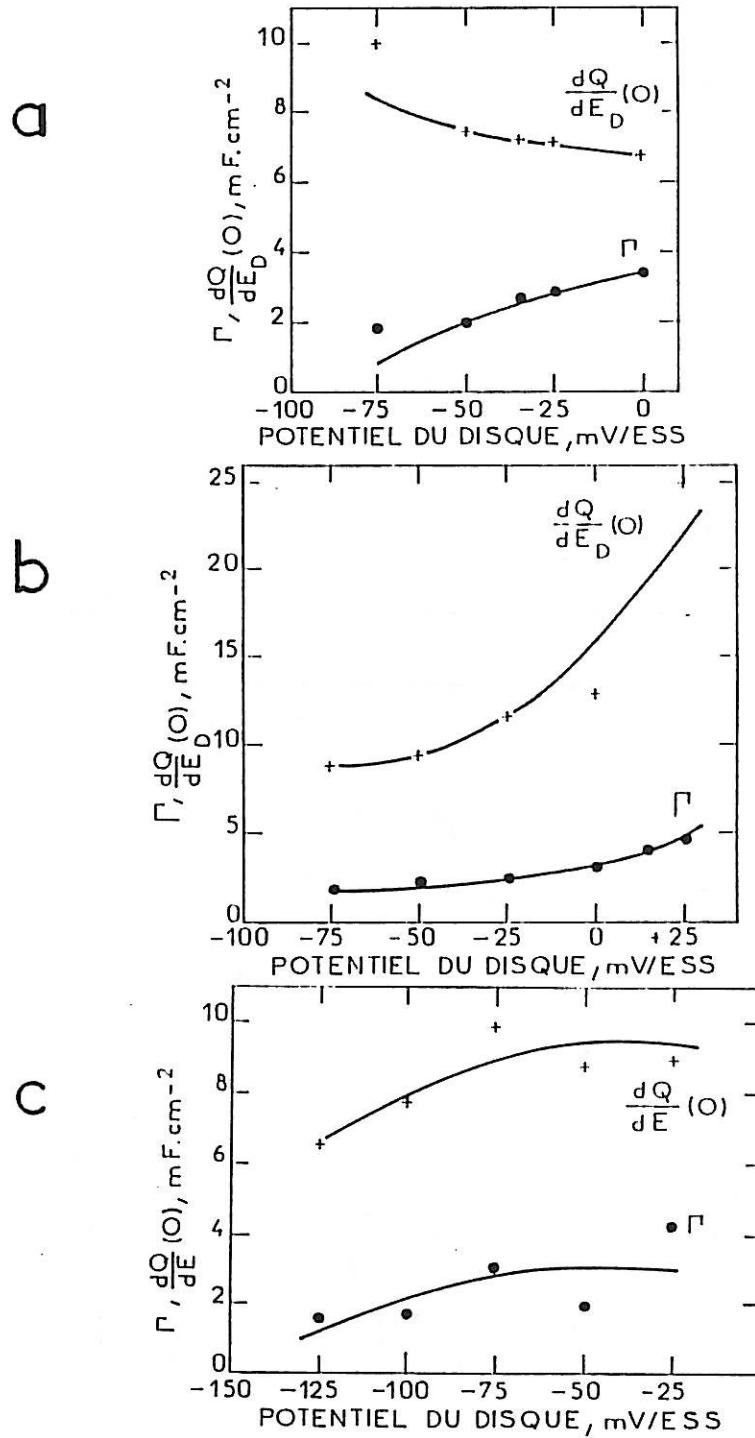 a
Γ, dQ/dE_D (O), mF.cm⁻²
10
8
6
4
2
0
dQ/dE_D (O)
Γ
-100 -75 -50 -25 0
POTENTIEL DU DISQUE, mV/ESS
b
Γ, dQ/dE_D (O), mF.cm⁻²
25
20
15
10
5
0
dQ/dE_D (O)
Γ
-100 -75 -50 -25 0 +25
POTENTIEL DU DISQUE, mV/ESS
c
Γ, dQ/dE (O), mF.cm⁻²
10
8
6
4
2
0
dQ/dE (O)
Γ
-150 -125 -100 -75 -50 -25
POTENTIEL DU DISQUE, mV/ESS